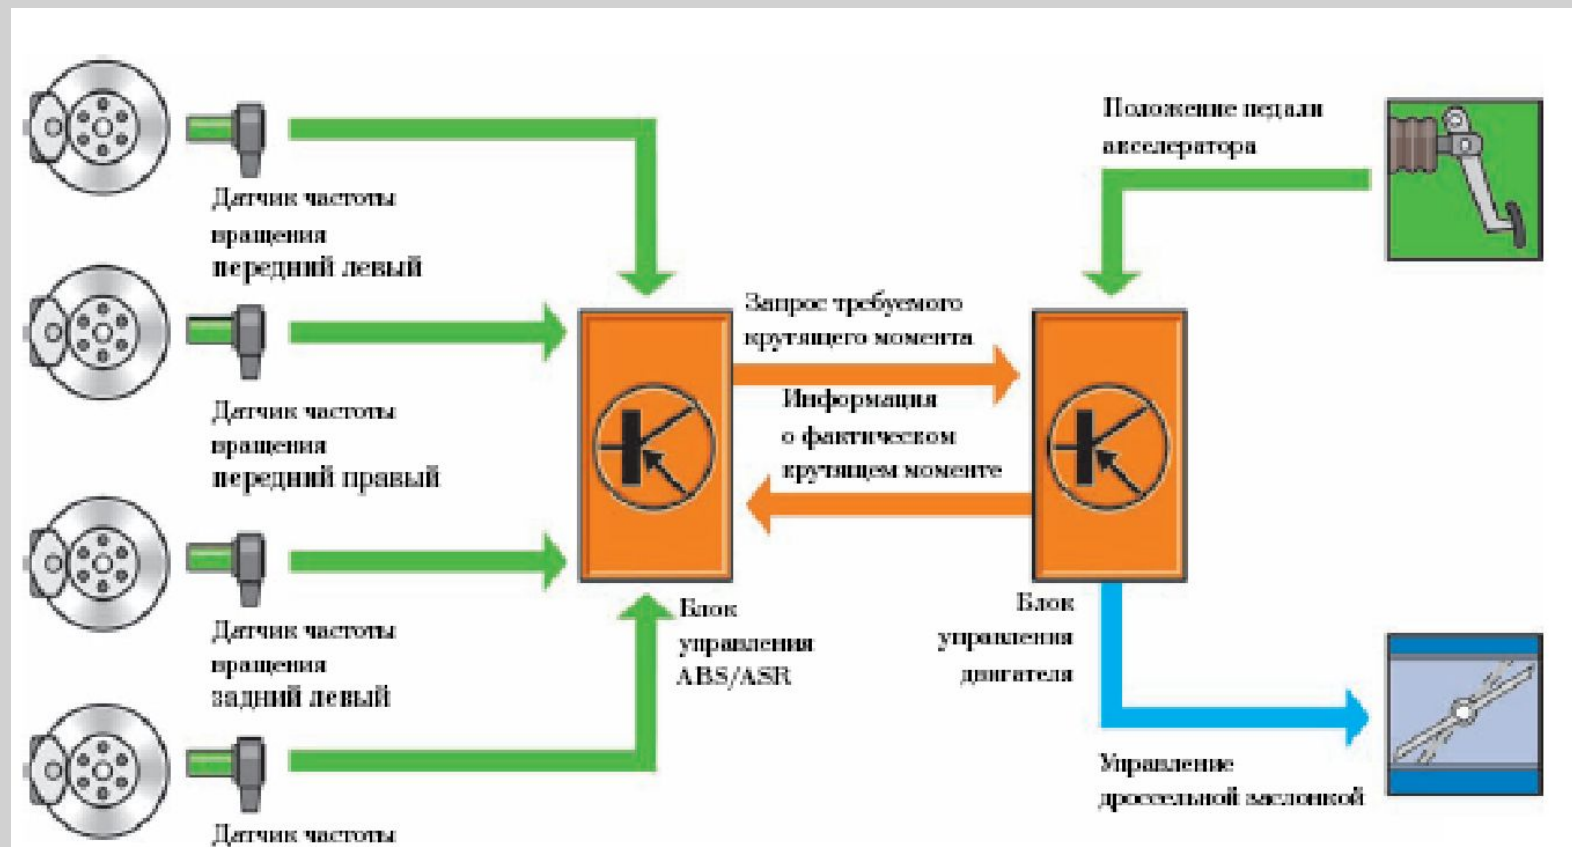 Датчик частоты
вращения
передний левый
Датчик частоты
вращения
передний правый
Датчик частоты
вращения
задний левый
Датчик частоты
Запрос требуемого
крутящего момента
Информация
о фактическом
крутящем моменте
Блок
управления
ABS/ASR
Положение педали
акселератора
Блок
управления
двигателя
Управление
дроссельной заслонкой